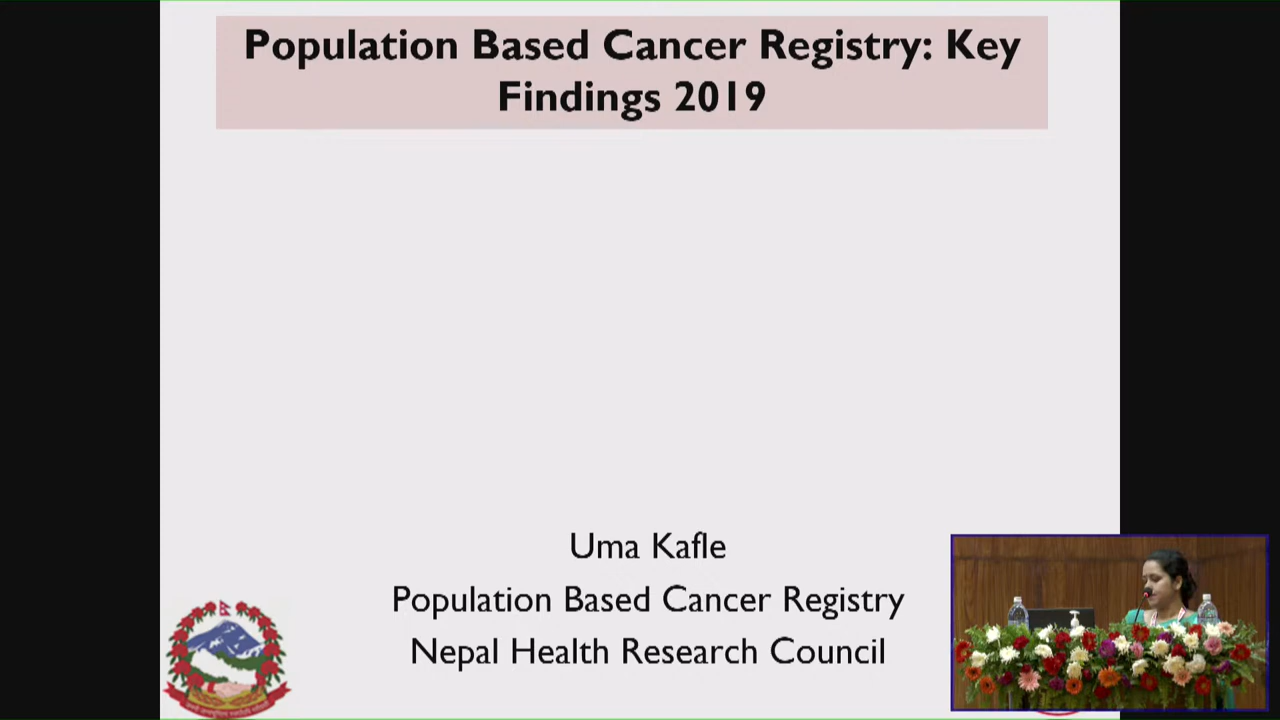 Population Based Cancer Registry: Key
Findings 2019
Uma Kafle
Population Based Cancer Registry
Nepal Health Research Council